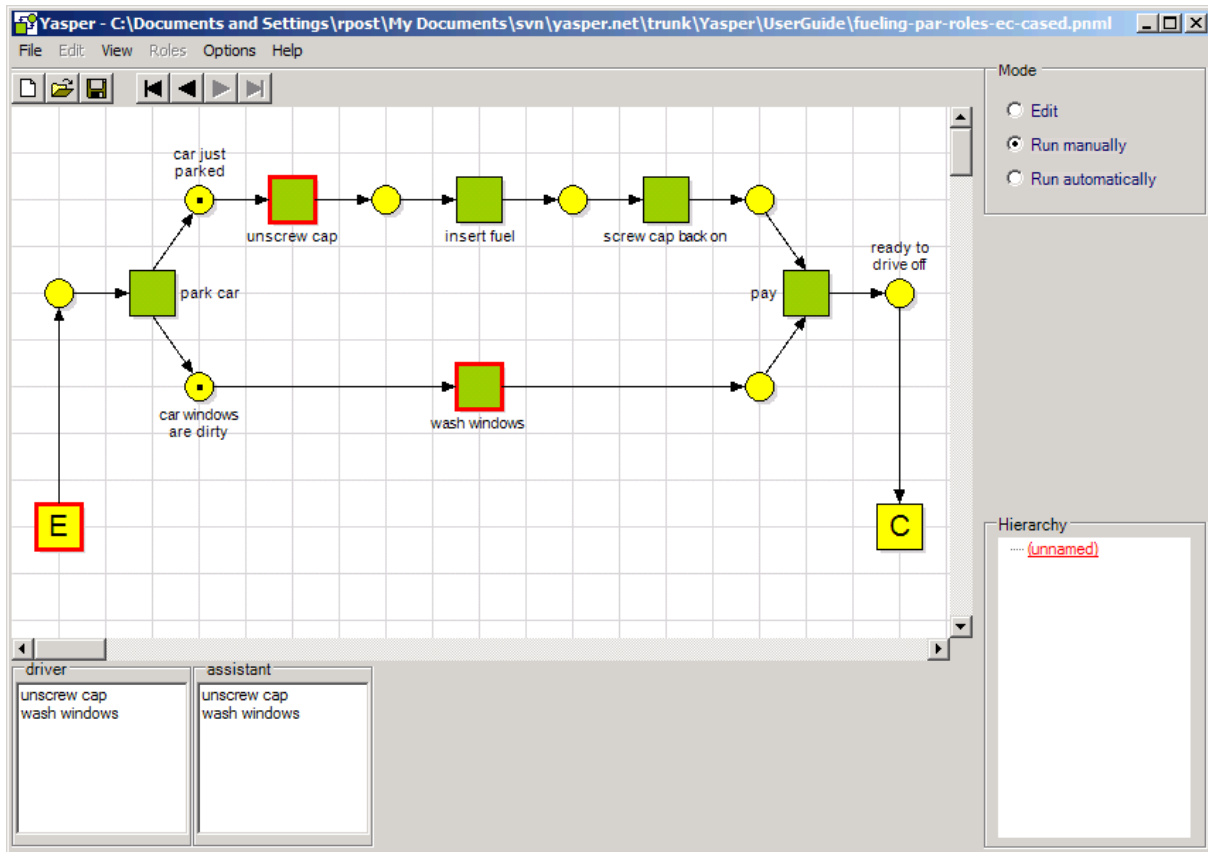 Yasper - C:\Documents and Settings\rpost\My Documents\svn\yasper.net\trunk\Yasper\UserGuide\fueling-par-roles-ec-cased.pnml
File Edit View Roles Options Help
Mode
Edit
Run manually
Run automatically
car just
parked
unscrew cap
insert fuel
screw cap back on
ready to
drive off
park car
pay
car windows
are dirty
wash windows
E
C
Hierarchy
(unnamed)
driver
unscrew cap
wash windows
assistant
unscrew cap
wash windows